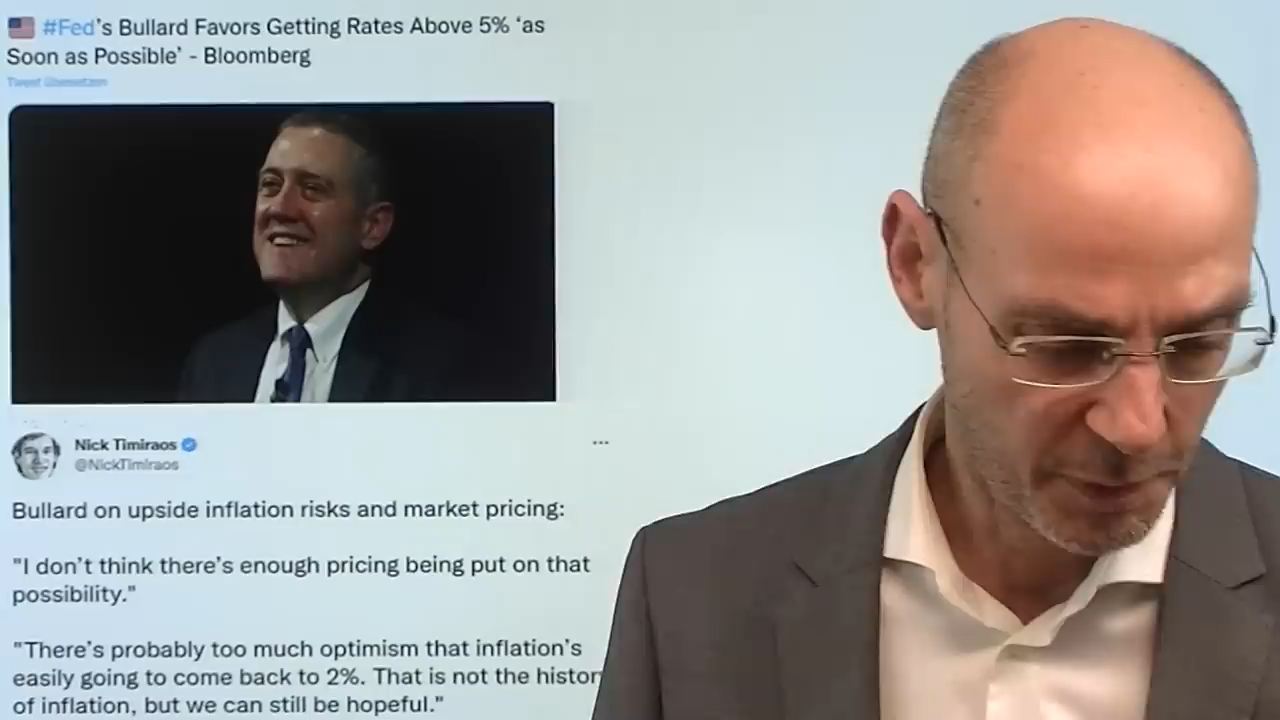 #Fed's Bullard Favors Getting Rates Above 5% 'as
Soon as Possible' - Bloomberg
Tweet übersetzen
Nick Timiraos
@NickTimiraos
Bullard on upside inflation risks and market pricing:
"I don't think there's enough pricing being put on that
possibility."
"There's probably too much optimism that inflation's
easily going to come back to 2%. That is not the histor
of inflation, but we can still be hopeful."